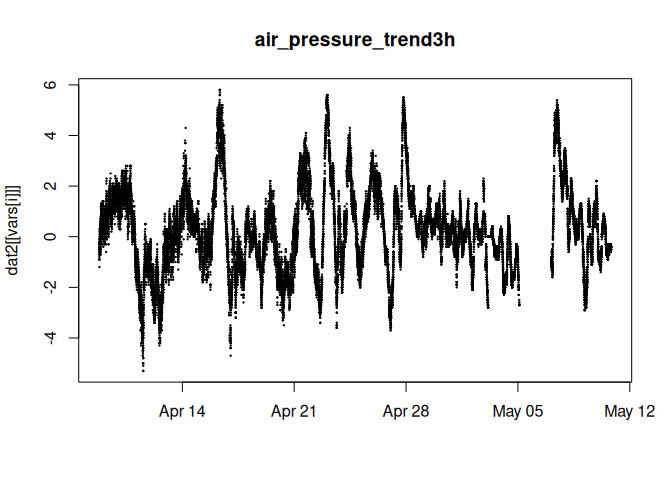 air_pressure_trend3h
dat2[[vars[i]]]
6
4
2
0
-2
-4
Apr 14
Apr 21
Apr 28
May 05
May 12